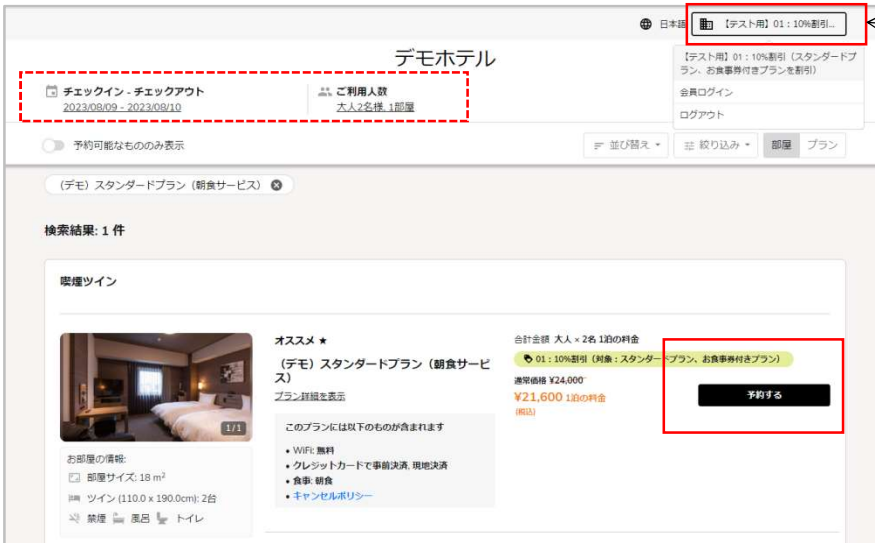 日本語
【テスト用】01：10%割引...
【テスト用】01：10%割引（スタンダードプ
ラン、お食事券付きプランを割引）
会員ログイン
ログアウト
デモホテル
チェックイン - チェックアウト
2023/08/09 - 2023/08/10
ご利用人数
大人2名様, 1部屋
予約可能なもののみ表示
並び替え
絞り込み
部屋
プラン
（デモ）スタンダードプラン（朝食サービス）
検索結果: 1 件
喫煙ツイン
1/1
お部屋の情報:
部屋サイズ: 18 m²
ツイン (110.0 x 190.0cm): 2台
禁煙 風呂 トイレ
オススメ ★
（デモ）スタンダードプラン（朝食サービ
ス）
プラン詳細を表示
このプランには以下のものが含まれます
• WiFi: 無料
• クレジットカードで事前決済, 現地決済
• 食事: 朝食
• キャンセルポリシー
合計金額 大人 × 2名 1泊の料金
01：10%割引（対象：スタンダードプラン、お食事券付きプラン）
通常価格 ¥24,000
¥21,600 1泊の料金
(税込)
予約する